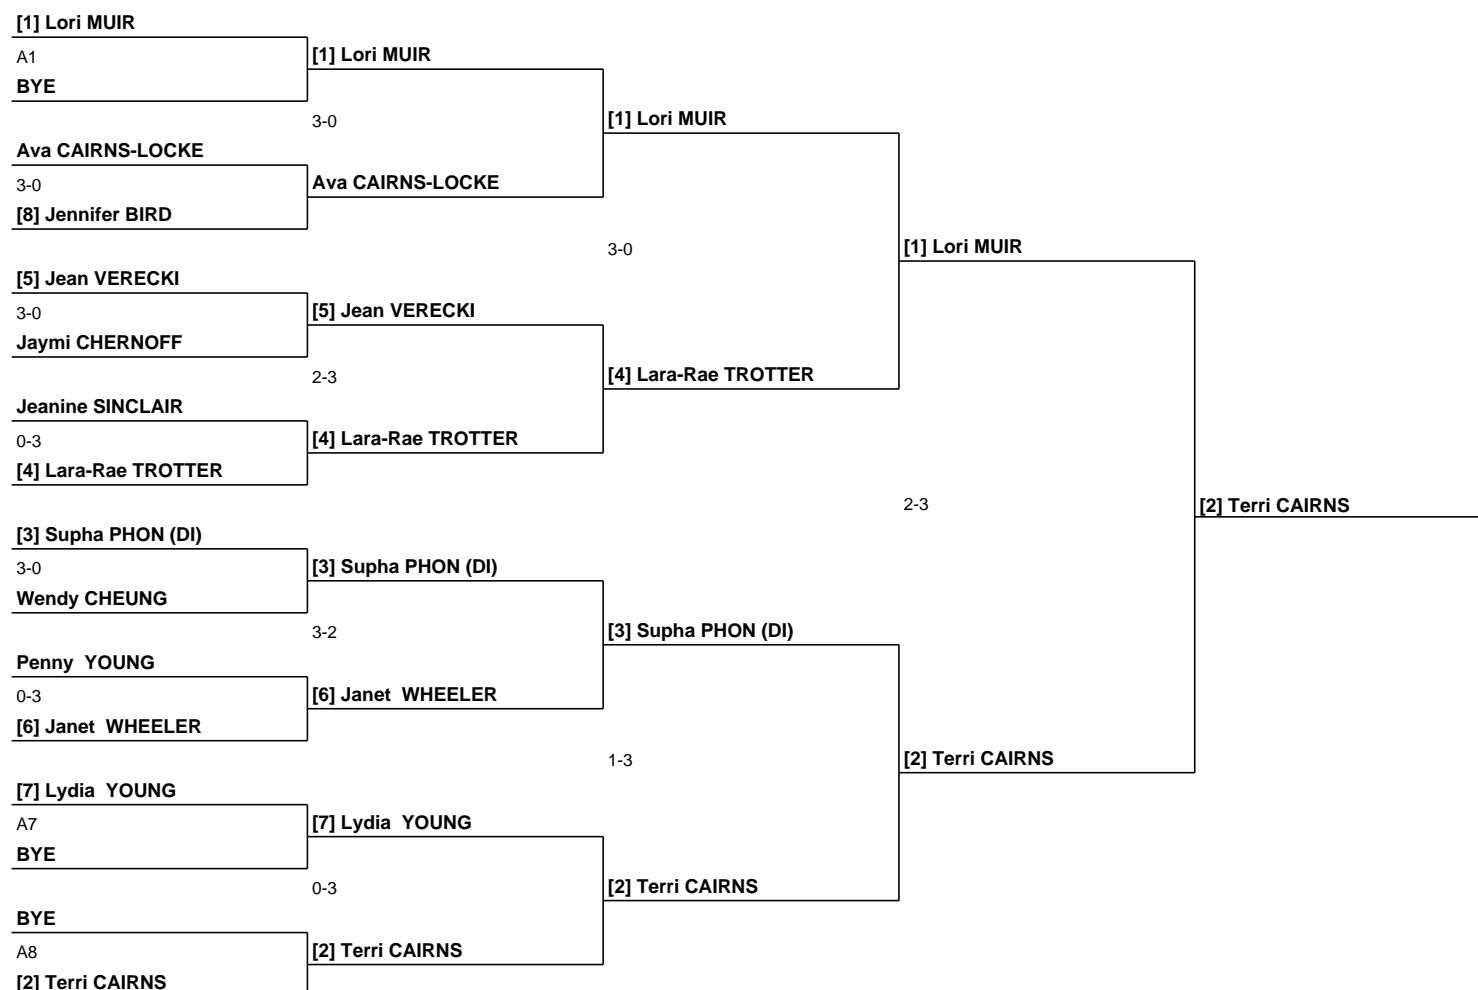 [1] Lori MUIR
A1
BYE
Ava CAIRNS-LOCKE
3-0
[8] Jennifer BIRD
[5] Jean VERECKI
3-0
Jaymi CHERNOFF
Jeanine SINCLAIR
0-3
[4] Lara-Rae TROTTER
[3] Supha PHON (DI)
3-0
Wendy CHEUNG
Penny  YOUNG
0-3
[6] Janet  WHEELER
[7] Lydia  YOUNG
A7
BYE
BYE
A8
[2] Terri CAIRNS
[1] Lori MUIR
3-0
Ava CAIRNS-LOCKE
[5] Jean VERECKI
2-3
[4] Lara-Rae TROTTER
[3] Supha PHON (DI)
3-2
[6] Janet  WHEELER
[7] Lydia  YOUNG
0-3
[2] Terri CAIRNS
[1] Lori MUIR
3-0
[4] Lara-Rae TROTTER
[3] Supha PHON (DI)
1-3
[2] Terri CAIRNS
[1] Lori MUIR
2-3
[2] Terri CAIRNS
[2] Terri CAIRNS